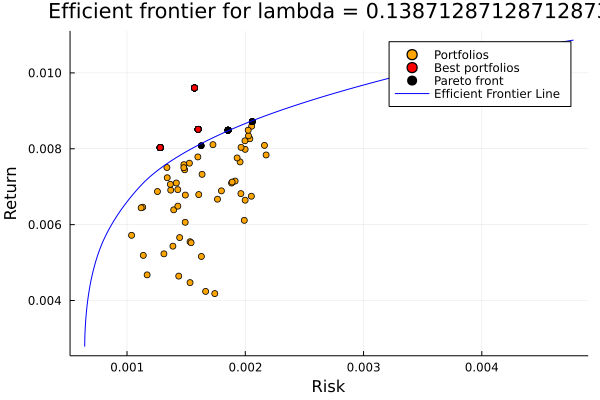 Efficient frontier for lambda = 0.1387128712871287
0.010
0.008
0.006
0.004
Return
Portfolios
Best portfolios
Pareto front
Efficient Frontier Line
0.001
0.002
0.003
0.004
Risk